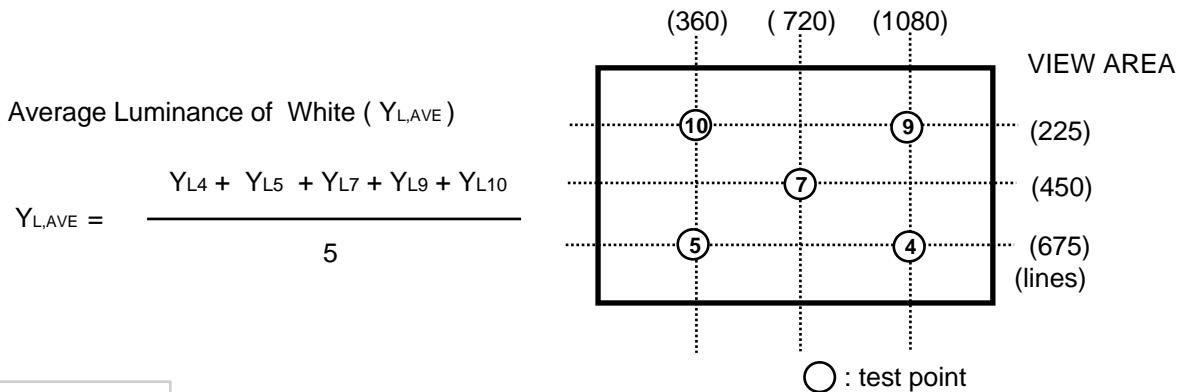 (360) ( 720) (1080)
VIEW AREA
Average Luminance of White ( YL,AVE )
10 9 (225)
YL4 + YL5 + YL7 + YL9 + YL10
7 (450)
YL,AVE =
5
5 4 (675)
(lines)
: test point